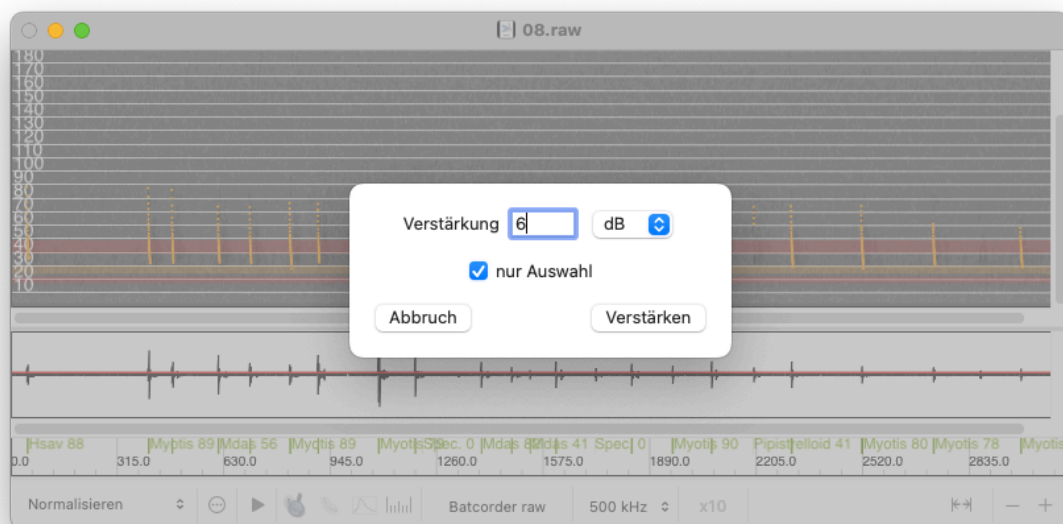 08.raw
180
170
160
150
140
130
120
110
100
90
80
70
60
50
40
30
20
10
Verstärkung 6 dB
nur Auswahl
Abbruch Verstärken
Hsav 88 Myotis 89 Mdas 56 Myotis 89 Spec. 0 Mdas 41 Spec. 0 Myotis 90 Pipistrelloid 41 Myotis 80 Myotis 78 Myotis
0.0 315.0 630.0 945.0 1260.0 1575.0 1890.0 2205.0 2520.0 2835.0
Normalisieren Batcorder raw 500 kHz x10